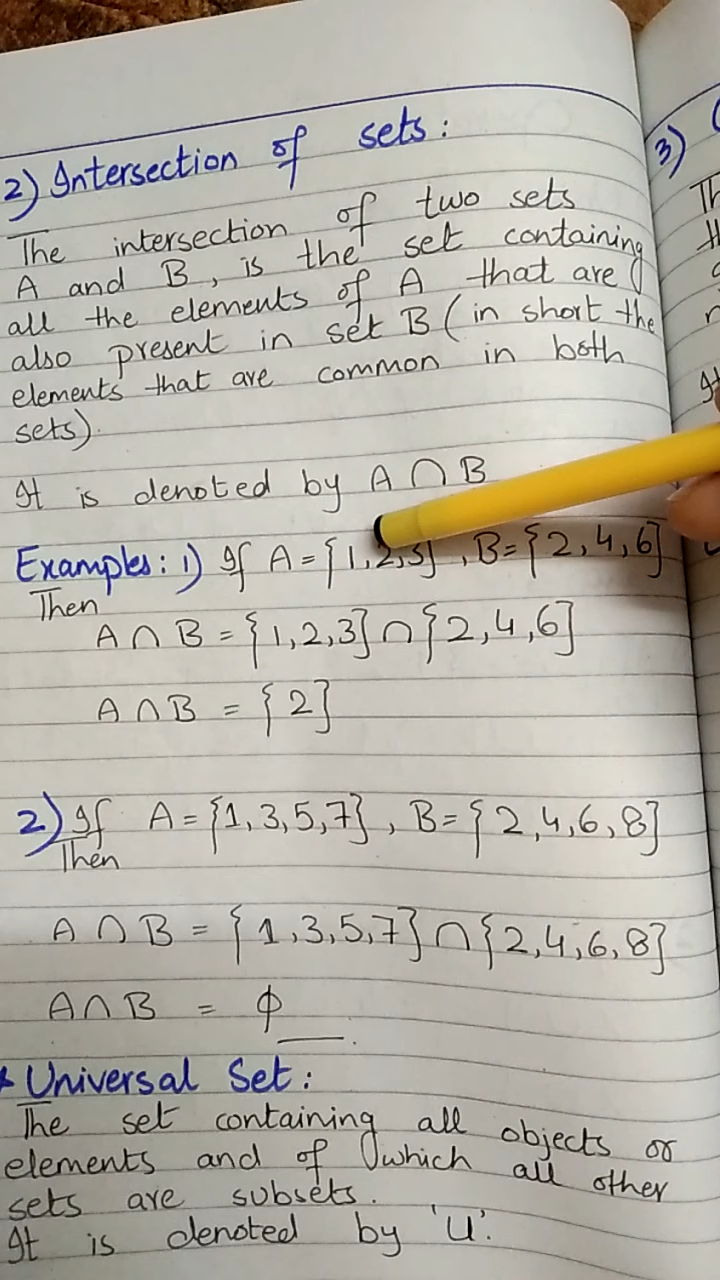 2) Intersection of sets:
The intersection of two sets
A and B, is the set containing
all the elements of A that are
also present in set B (in short the
elements that are common in both
sets).
It is denoted by A ∩ B
Examples: 1) If A = {1,2,3}, B = {2,4,6}
Then
A ∩ B = {1,2,3} ∩ {2,4,6}
A ∩ B = {2}
2) If A = {1,3,5,7}, B = {2,4,6,8}
Then
A ∩ B = {1,3,5,7} ∩ {2,4,6,8}
A ∩ B = ϕ
Universal Set:
The set containing all objects or
elements and of which all other
sets are subsets.
It is denoted by 'U'.
3)